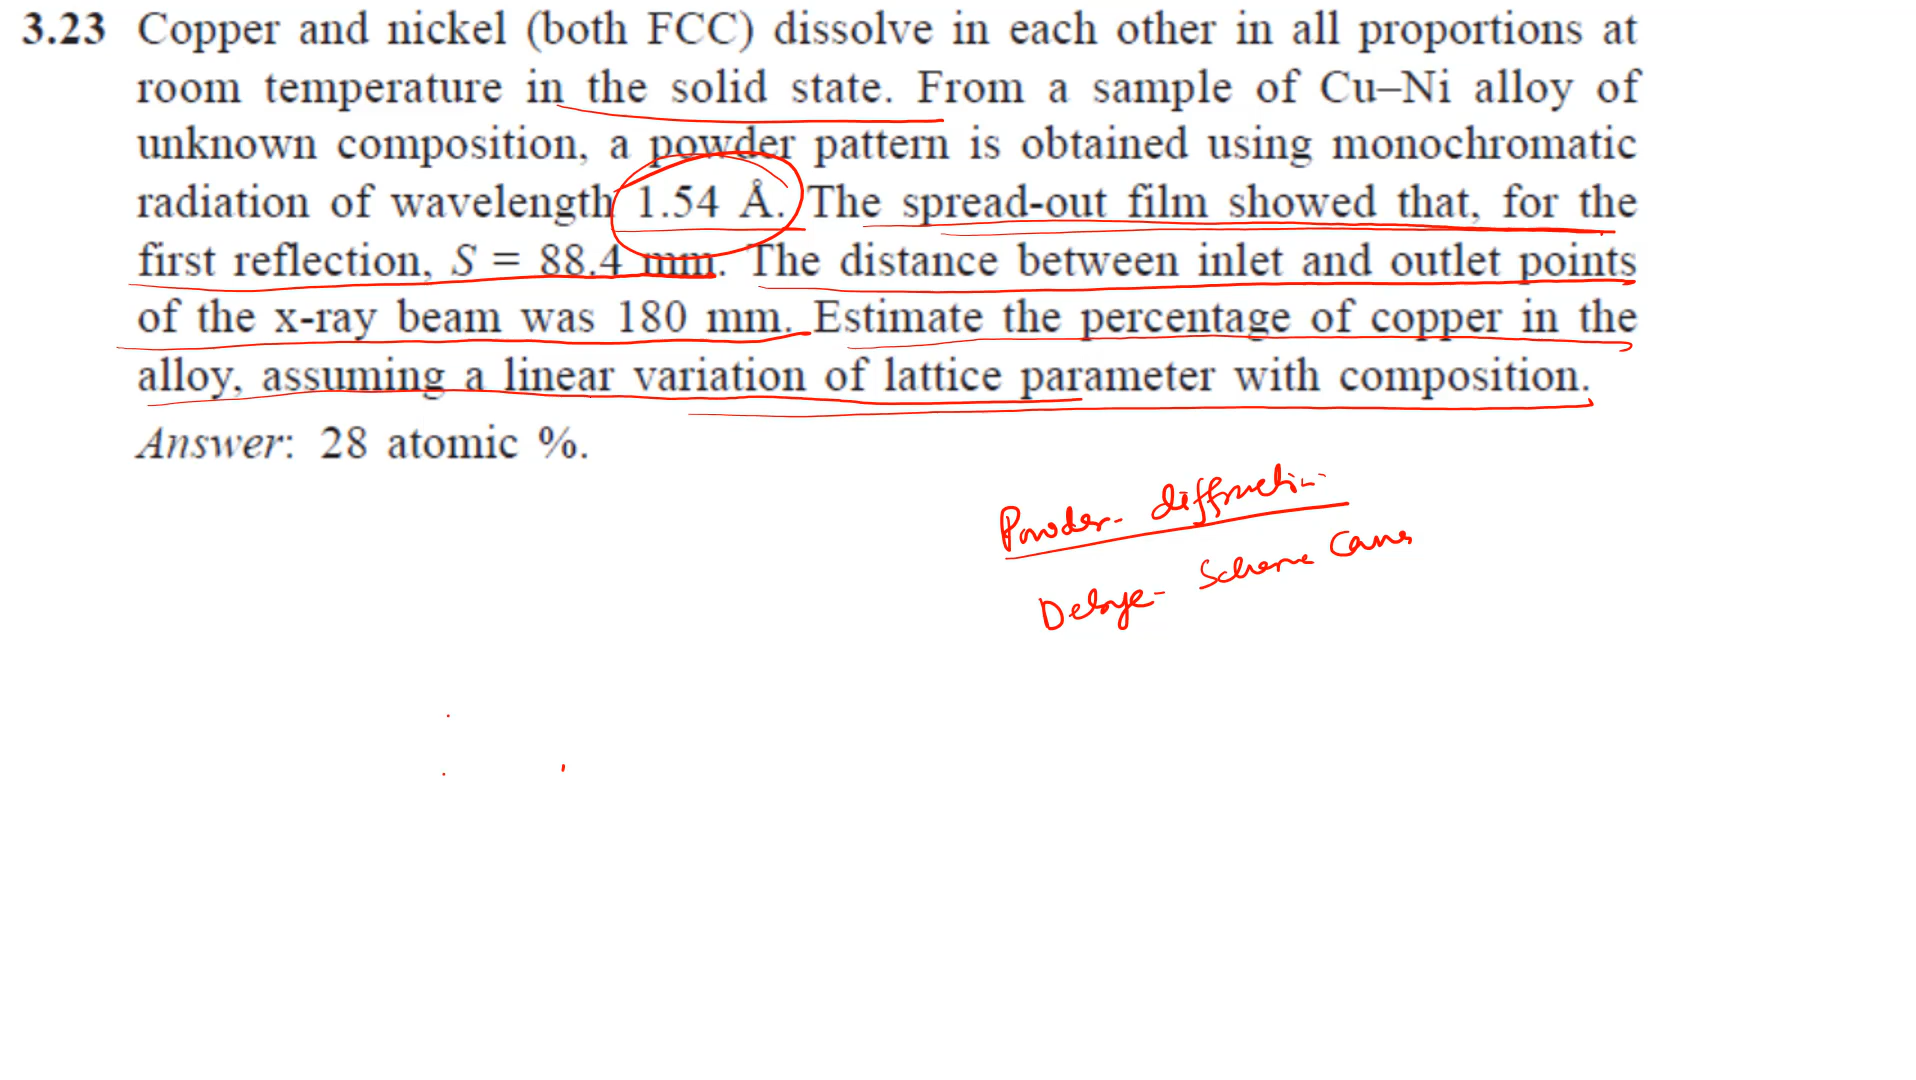 3.23 Copper and nickel (both FCC) dissolve in each other in all proportions at
room temperature in the solid state. From a sample of Cu–Ni alloy of
unknown composition, a powder pattern is obtained using monochromatic
radiation of wavelength 1.54 Å. The spread-out film showed that, for the
first reflection, S = 88.4 mm. The distance between inlet and outlet points
of the x-ray beam was 180 mm. Estimate the percentage of copper in the
alloy, assuming a linear variation of lattice parameter with composition.
Answer: 28 atomic %.
Powder-
Debye-